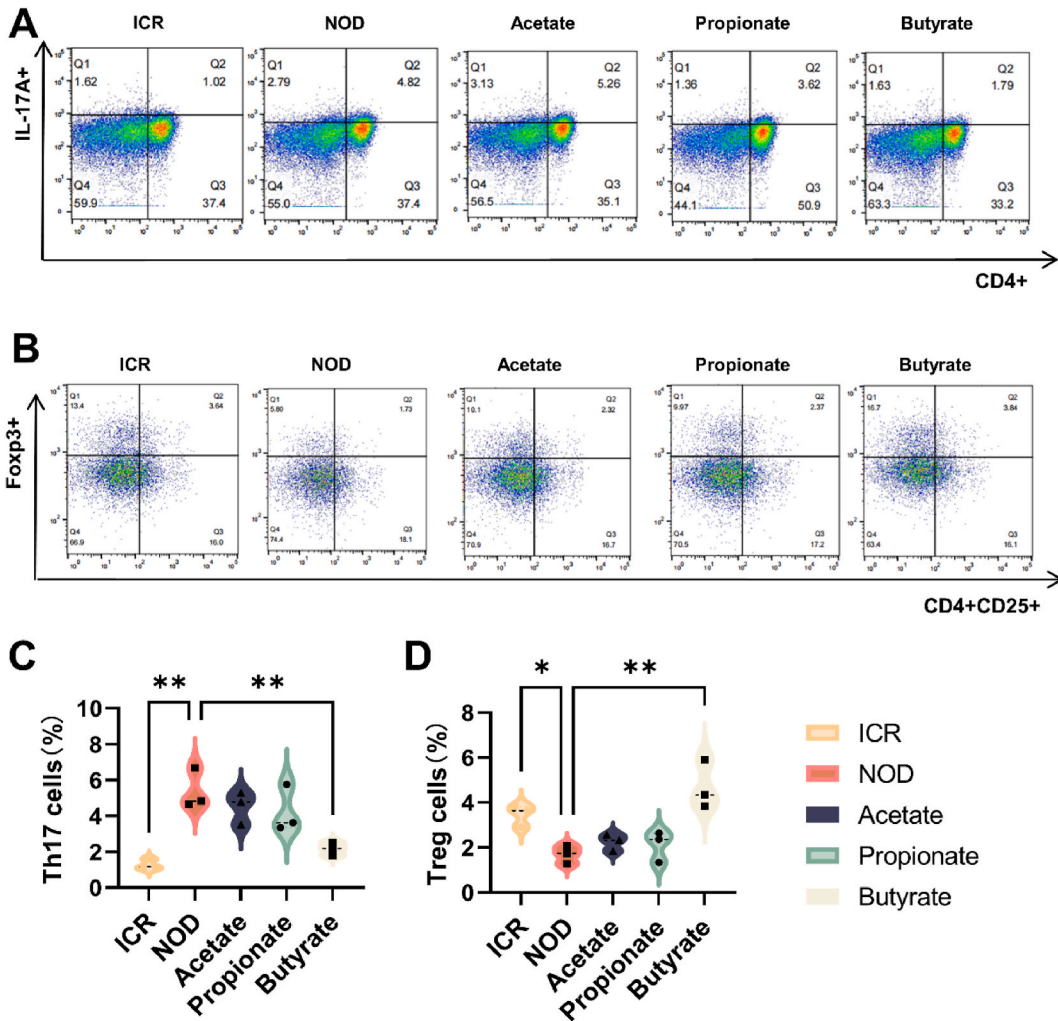 A
ICR NOD Acetate Propionate Butyrate
IL-17A+
Q1 Q2
1.62 1.02
Q4 Q3
59.9 37.4
Q1 Q2
2.79 4.82
Q4 Q3
55.0 37.4
Q1 Q2
3.13 5.26
Q4 Q3
56.5 35.1
Q1 Q2
1.36 3.62
Q4 Q3
44.1 50.9
Q1 Q2
1.63 1.79
Q4 Q3
63.3 33.2
CD4+
B
ICR NOD Acetate Propionate Butyrate
Foxp3+
Q1 Q2
13.4 3.64
Q4 Q3
66.9 16.0
Q1 Q2
5.80 1.73
Q4 Q3
74.4 18.1
Q1 Q2
10.1 2.32
Q4 Q3
70.9 16.7
Q1 Q2
9.97 2.37
Q4 Q3
70.5 17.2
Q1 Q2
16.7 3.84
Q4 Q3
63.4 16.1
CD4+CD25+
C
Th17 cells (%)
** **
10
8
6
4
2
0
ICR NOD Acetate Propionate Butyrate
D
Treg cells (%)
* **
8
6
4
2
0
ICR NOD Acetate Propionate Butyrate
ICR
NOD
Acetate
Propionate
Butyrate